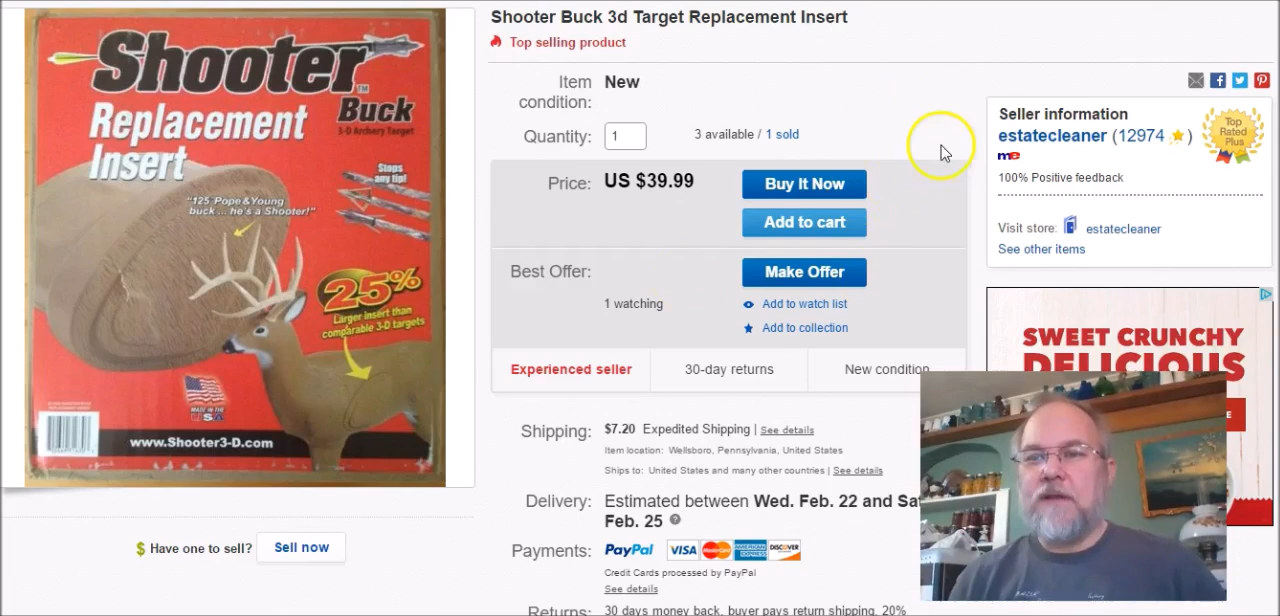 Shooter Buck 3d Target Replacement Insert
Top selling product
Item condition: New
Quantity: 1 3 available / 1 sold
Price: US $39.99 Buy It Now
Add to cart
Best Offer: Make Offer
1 watching Add to watch list
Add to collection
Experienced seller 30-day returns New condition
Shipping: $7.20 Expedited Shipping | See details
Item location: Wellsboro, Pennsylvania, United States
Ships to: United States and many other countries | See details
Delivery: Estimated between Wed. Feb. 22 and Sat
Feb. 25
Payments: PayPal VISA MasterCard AMERICAN EXPRESS DISCOVER
Credit Cards processed by PayPal
See details
Returns: 30 days money back, buyer pays return shipping, 20%
Seller information
estatecleaner (12974 )
me
100% Positive feedback
Top
Rated
Plus
Visit store: estatecleaner
See other items
SWEET CRUNCHY
DELICIOUS
E
Shooter TM
Buck
3-D Archery Target
Replacement
Insert
Stops
any tip!
"125 Pope & Young
buck... he's a Shooter!"
25%
Larger insert than
comparable 3-D targets
MADE IN THE
USA
www.Shooter3-D.com
$ Have one to sell? Sell now